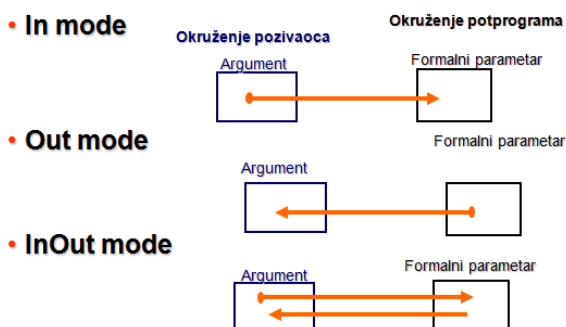 • In mode
Okruženje pozivaoca
Okruženje potprograma
Argument
Formalni parametar
• Out mode
Formalni parametar
Argument
• InOut mode
Argument
Formalni parametar